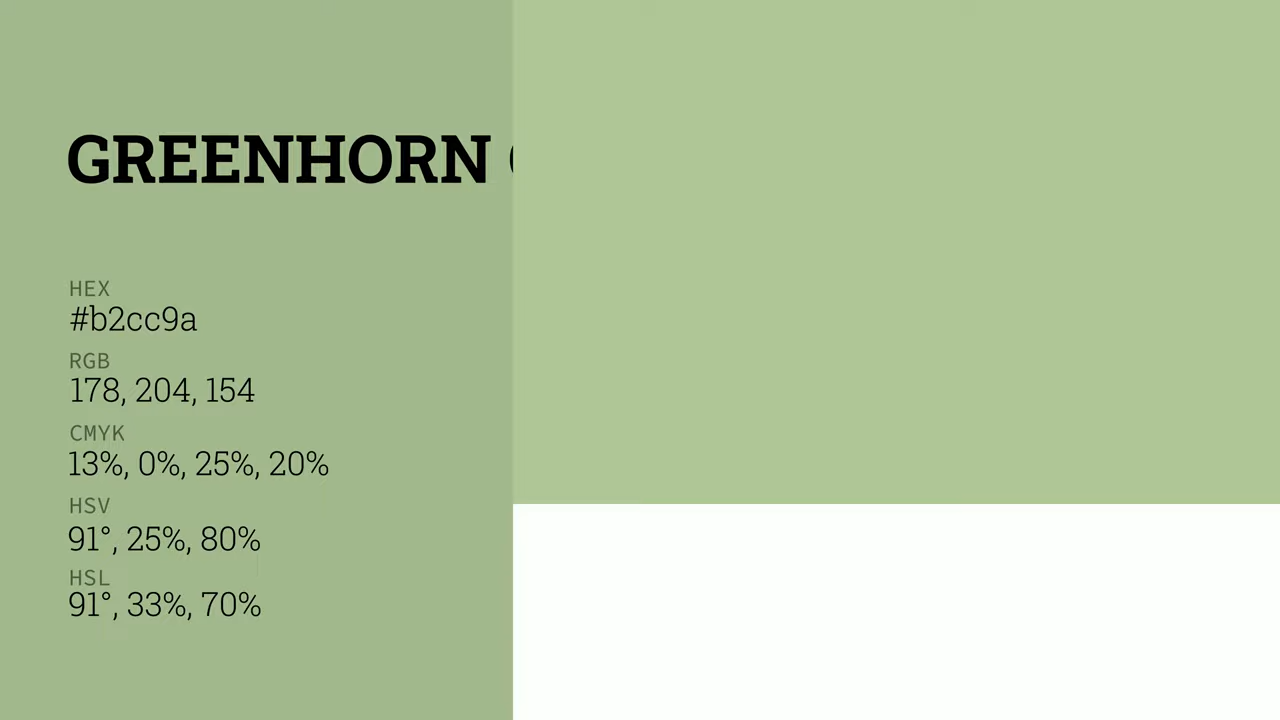 GREENHORN
HEX
#b2cc9a
RGB
178, 204, 154
CMYK
13%, 0%, 25%, 20%
HSV
91°, 25%, 80%
HSL
91°, 33%, 70%